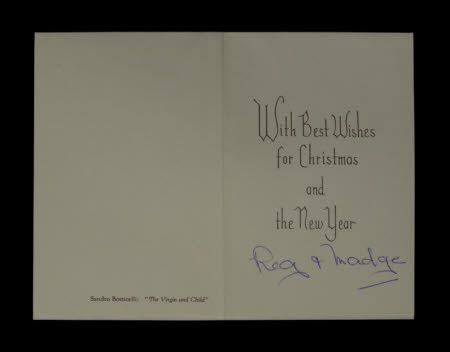 Sandro Botticelli: "The Virgin and Child"
With Best Wishes
for Christmas
and
the New Year
Reg & Madge